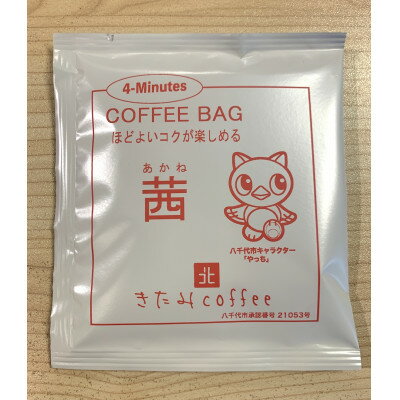 4-Minutes
COFFEE BAG
ほどよいコクが楽しめる
あかね
茜
八千代市キャラクター
「やっち」
北
きたみcoffee
八千代市承認番号 21053号